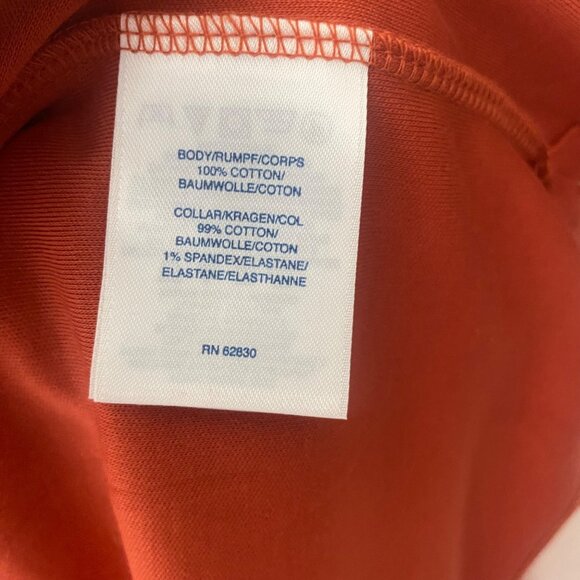 BODY/RUMPF/CORPS
100% COTTON/
BAUMWOLLE/COTON
COLLAR/KRAGEN/COL
99% COTTON/
BAUMWOLLE/COTON
1% SPANDEX/ELASTANE/
ELASTANE/ELASTHANNE
RN 62830